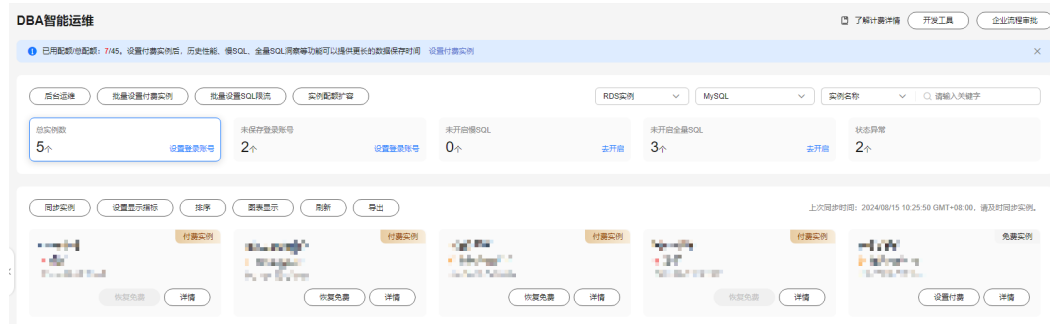 DBA智能运维 了解计费详情 开发工具 企业流程审批
已用配额/总配额：7/45。设置付费实例后，历史性能、慢SQL、全量SQL洞察等功能可以提供更长的数据保存时间 设置付费实例
后台运维 批量设置付费实例 批量设置SQL限流 实例配额扩容 RDS实例 MySQL 实例名称 请输入关键字
总实例数 未保存登录账号 未开启慢SQL 未开启全量SQL 状态异常
5个 设置登录账号 2个 设置登录账号 0个 去开启 3个 去开启 2个
同步实例 设置显示指标 排序 图表显示 刷新 导出 上次同步时间：2024/08/15 10:25:50 GMT+08:00，请及时同步实例。
付费实例 付费实例 付费实例 付费实例 免费实例
恢复免费 详情 恢复免费 详情 恢复免费 详情 恢复免费 详情 设置付费 详情